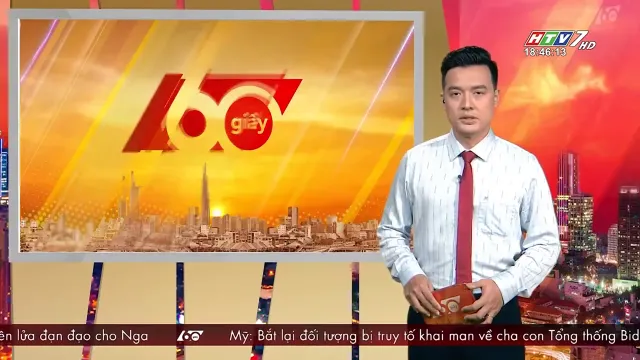 HTV7 HD
18:46:13
60
giây
ên lửa đạn đạo cho Nga 60 Mỹ: Bắt lại đối tượng bị truy tố khai man về cha con Tổng thống Bid